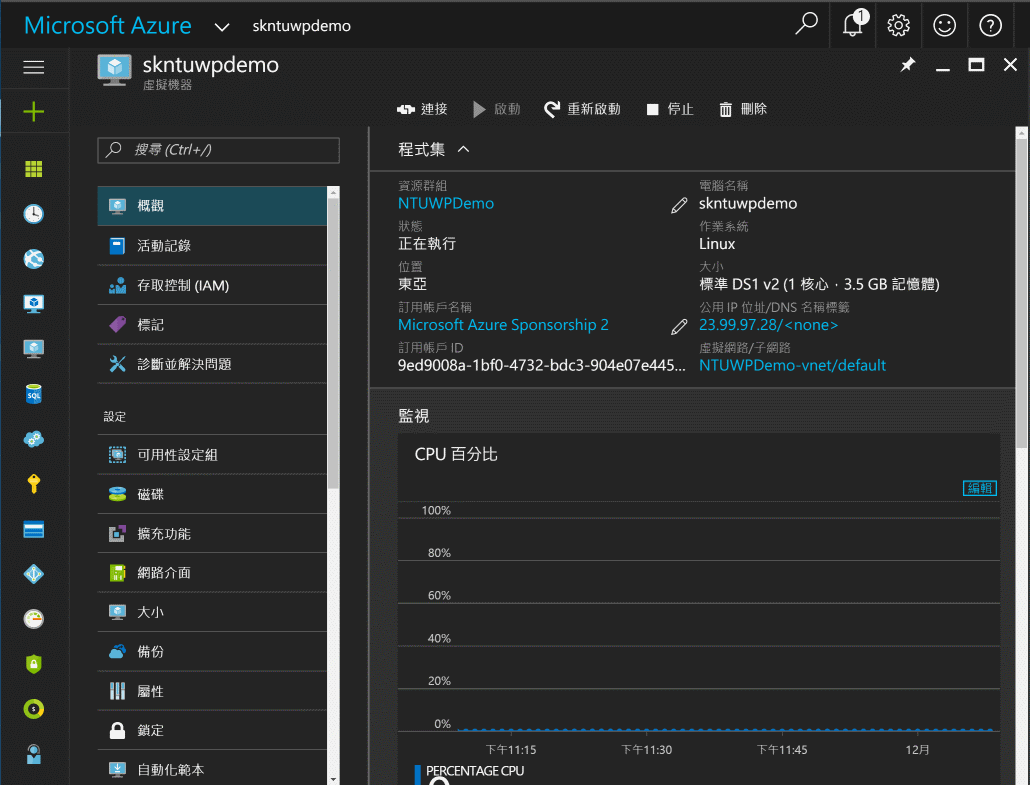 Microsoft Azure skntuwpdemo 1
skntuwpdemo
虛擬機器
連接 啟動 重新啟動 停止 刪除
搜尋 (Ctrl+/)
概觀
活動記錄
存取控制 (IAM)
標記
診斷並解決問題
設定
可用性設定組
磁碟
擴充功能
網路介面
大小
備份
屬性
鎖定
自動化範本
程式集
資源群組
NTUWPDemo
狀態
正在執行
位置
東亞
訂用帳戶名稱
Microsoft Azure Sponsorship 2
訂用帳戶 ID
9ed9008a-1bf0-4732-bdc3-904e07e445...
電腦名稱
skntuwpdemo
作業系統
Linux
大小
標準 DS1 v2 (1 核心，3.5 GB 記憶體)
公用 IP 位址/DNS 名稱標籤
23.99.97.28/<none>
虛擬網路/子網路
NTUWPDemo-vnet/default
監視
CPU 百分比
編輯
100%
80%
60%
40%
20%
0%
下午11:15 下午11:30 下午11:45 12月
PERCENTAGE CPU